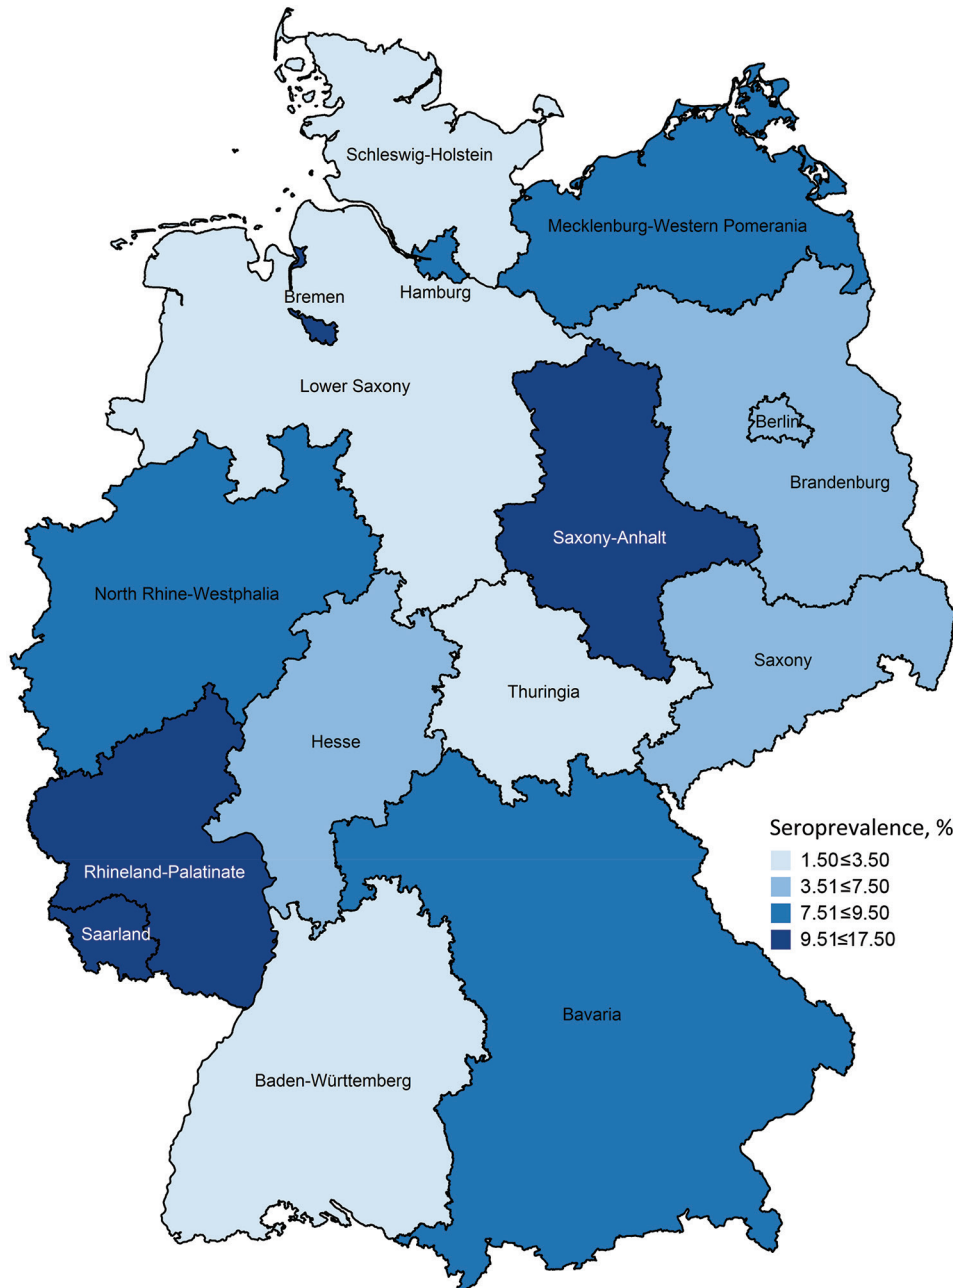 Schleswig-Holstein
Mecklenburg-Western Pomerania
Bremen
Hamburg
Lower Saxony
Berlin
Brandenburg
Saxony-Anhalt
North Rhine-Westphalia
Saxony
Thuringia
Hesse
Seroprevalence, %
1.50≤3.50
3.51≤7.50
7.51≤9.50
9.51≤17.50
Rhineland-Palatinate
Saarland
Bavaria
Baden-Württemberg